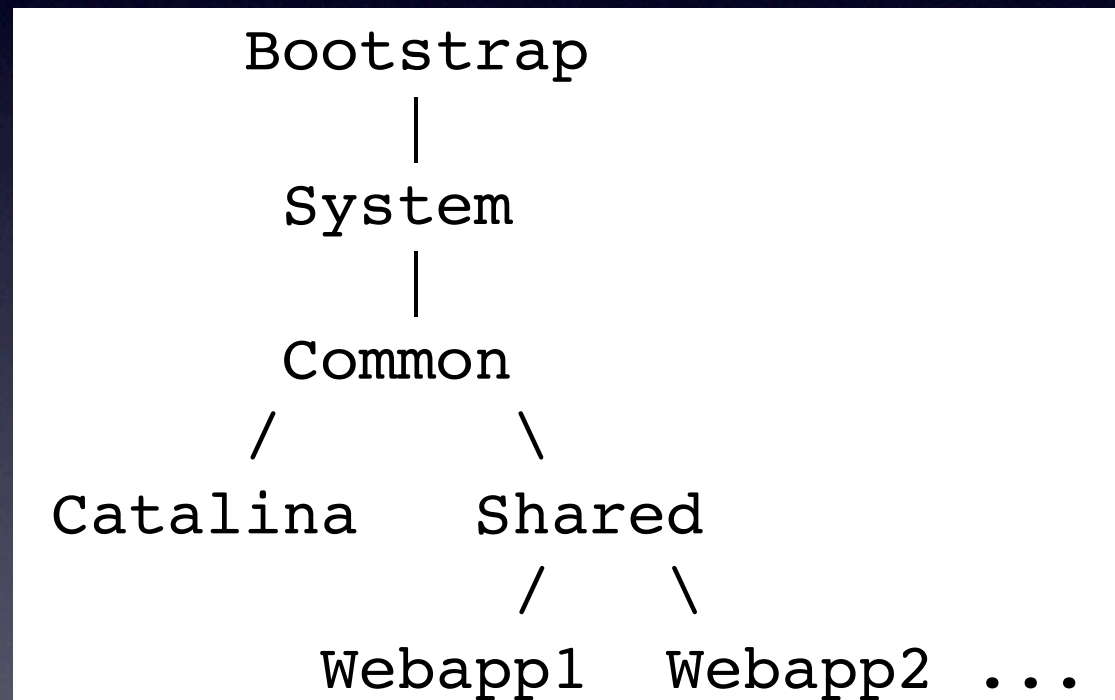 Bootstrap
|
System
|
Common
/ \
Catalina Shared
/ \
Webapp1 Webapp2 ...